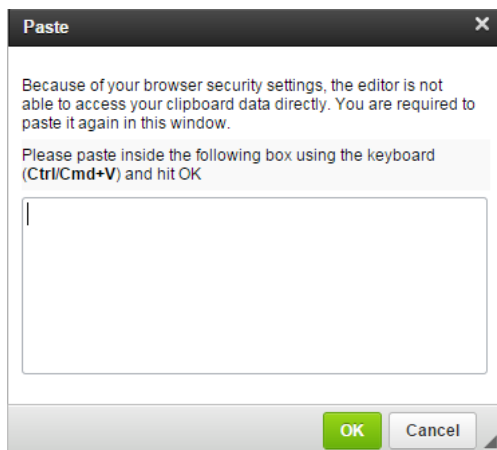 Paste
Because of your browser security settings, the editor is not
able to access your clipboard data directly. You are required to
paste it again in this window.
Please paste inside the following box using the keyboard
(Ctrl/Cmd+V) and hit OK
OK Cancel